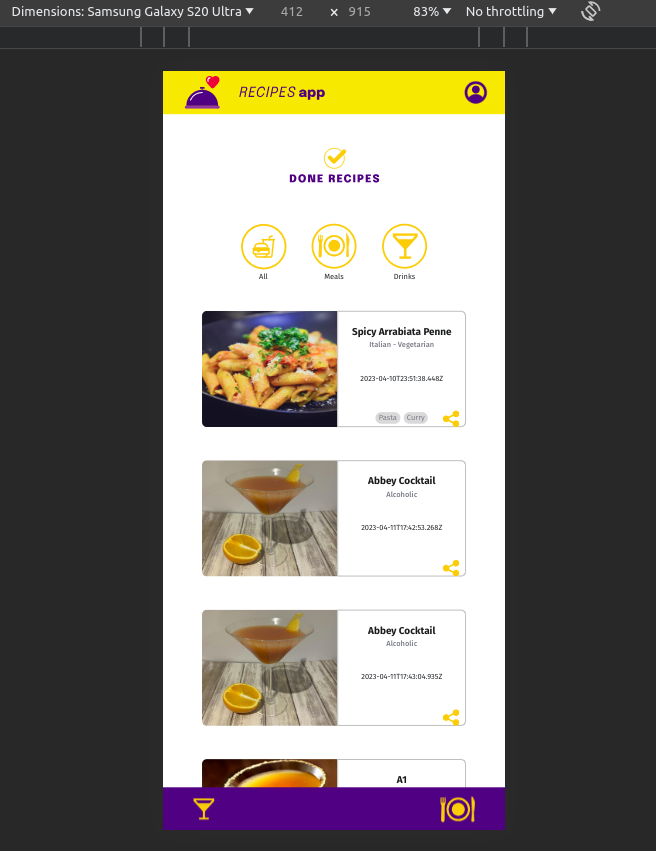 Dimensions: Samsung Galaxy S20 Ultra 412 × 915 83% No throttling
RECIPES app
DONE RECIPES
All Meals Drinks
Spicy Arrabiata Penne
Italian - Vegetarian
2023-04-10T23:51:38.448Z
Pasta Curry
Abbey Cocktail
Alcoholic
2023-04-11T17:42:53.268Z
Abbey Cocktail
Alcoholic
2023-04-11T17:43:04.935Z
A1